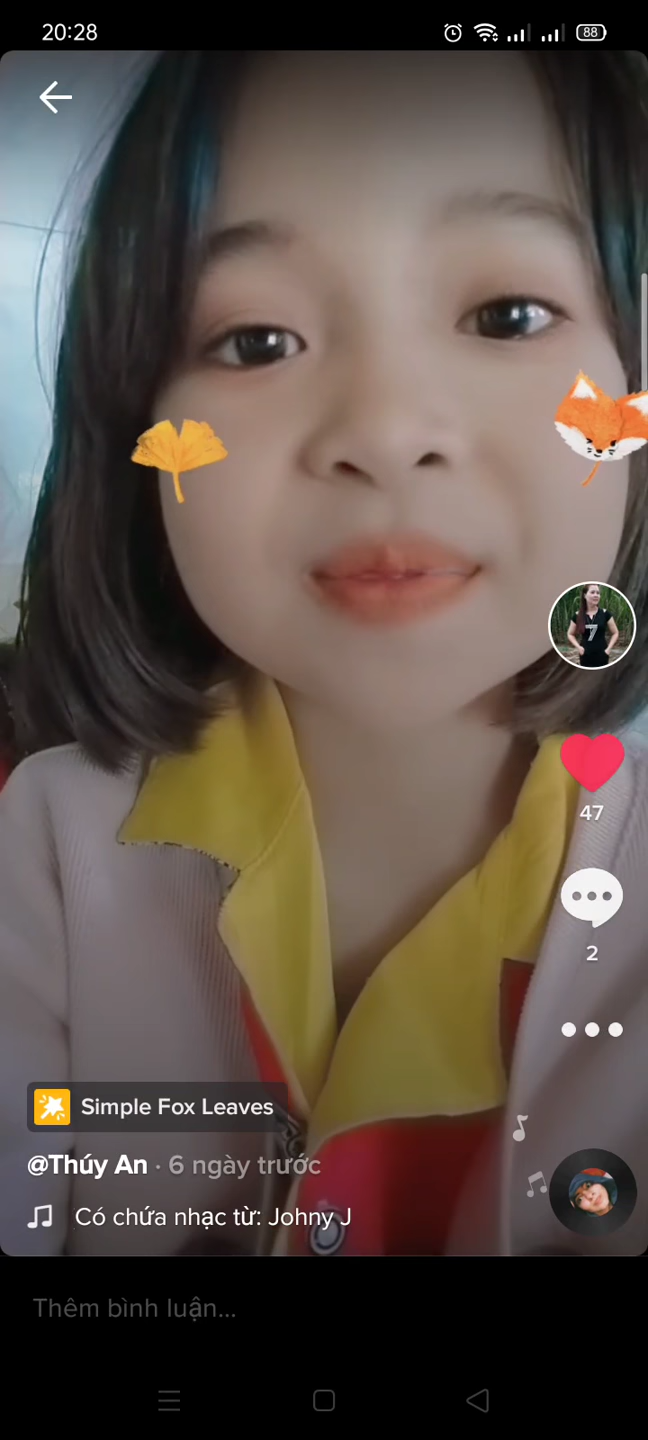 20:28
88
7
47
2
Simple Fox Leaves
@Thúy An · 6 ngày trước
Có chứa nhạc từ: Johny J
Thêm bình luận...